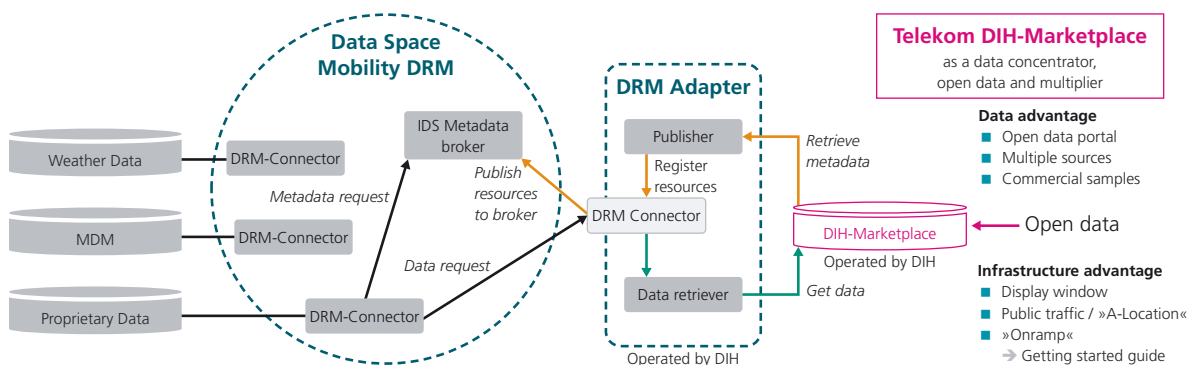 Data Space
Mobility DRM
Weather Data
MDM
Proprietary Data
DRM-Connector
DRM-Connector
DRM-Connector
IDS Metadata
broker
Metadata request
Publish
resources
to broker
Data request
DRM Adapter
Publisher
Register
resources
DRM Connector
Data retriever
Operated by DIH
Retrieve
metadata
DIH-Marketplace
Operated by DIH
Get data
Open data
Telekom DIH-Marketplace
as a data concentrator,
open data and multiplier
Data advantage
■ Open data portal
■ Multiple sources
■ Commercial samples
Infrastructure advantage
■ Display window
■ Public traffic / »A-Location«
■ »Onramp«
➔ Getting started guide